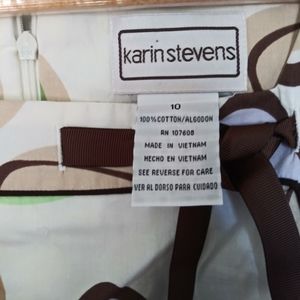 karinstevens
10
100%COTTON/ALGODON
RN 107608
MADE IN VIETNAM
HECHO EN VIETNAM
SEE REVERSE FOR CARE
VER AL DORSO PARA CUIDADO